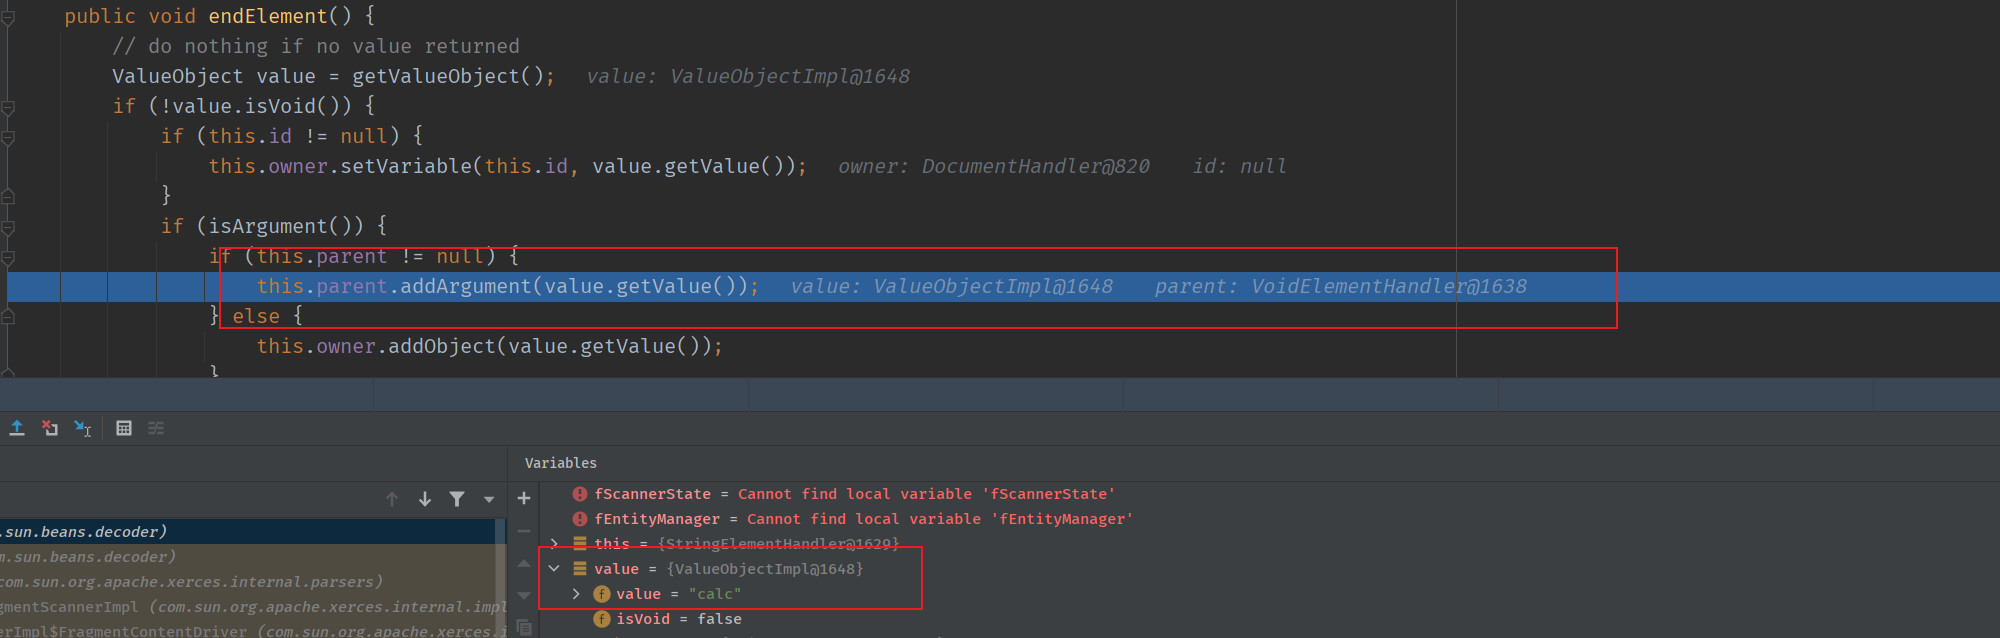 public void endElement() {
// do nothing if no value returned
ValueObject value = getValueObject(); value: ValueObjectImpl@1648
if (!value.isVoid()) {
if (this.id != null) {
this.owner.setVariable(this.id, value.getValue()); owner: DocumentHandler@820 id: null
}
if (isArgument()) {
if (this.parent != null) {
this.parent.addArgument(value.getValue()); value: ValueObjectImpl@1648 parent: VoidElementHandler@1638
} else {
this.owner.addObject(value.getValue());
}
Variables
fScannerState = Cannot find local variable 'fScannerState'
fEntityManager = Cannot find local variable 'fEntityManager'
.sun.beans.decoder)
this = {StringElementHandler@1629}
m.sun.beans.decoder)
value = {ValueObjectImpl@1648}
com.sun.org.apache.xerces.internal.parsers)
value = "calc"
gmentScannerImpl (com.sun.org.apache.xerces.internal.impl
isVoid = false
erImpl$FragmentContentDriver (com.sun.org.apache.xerces.i